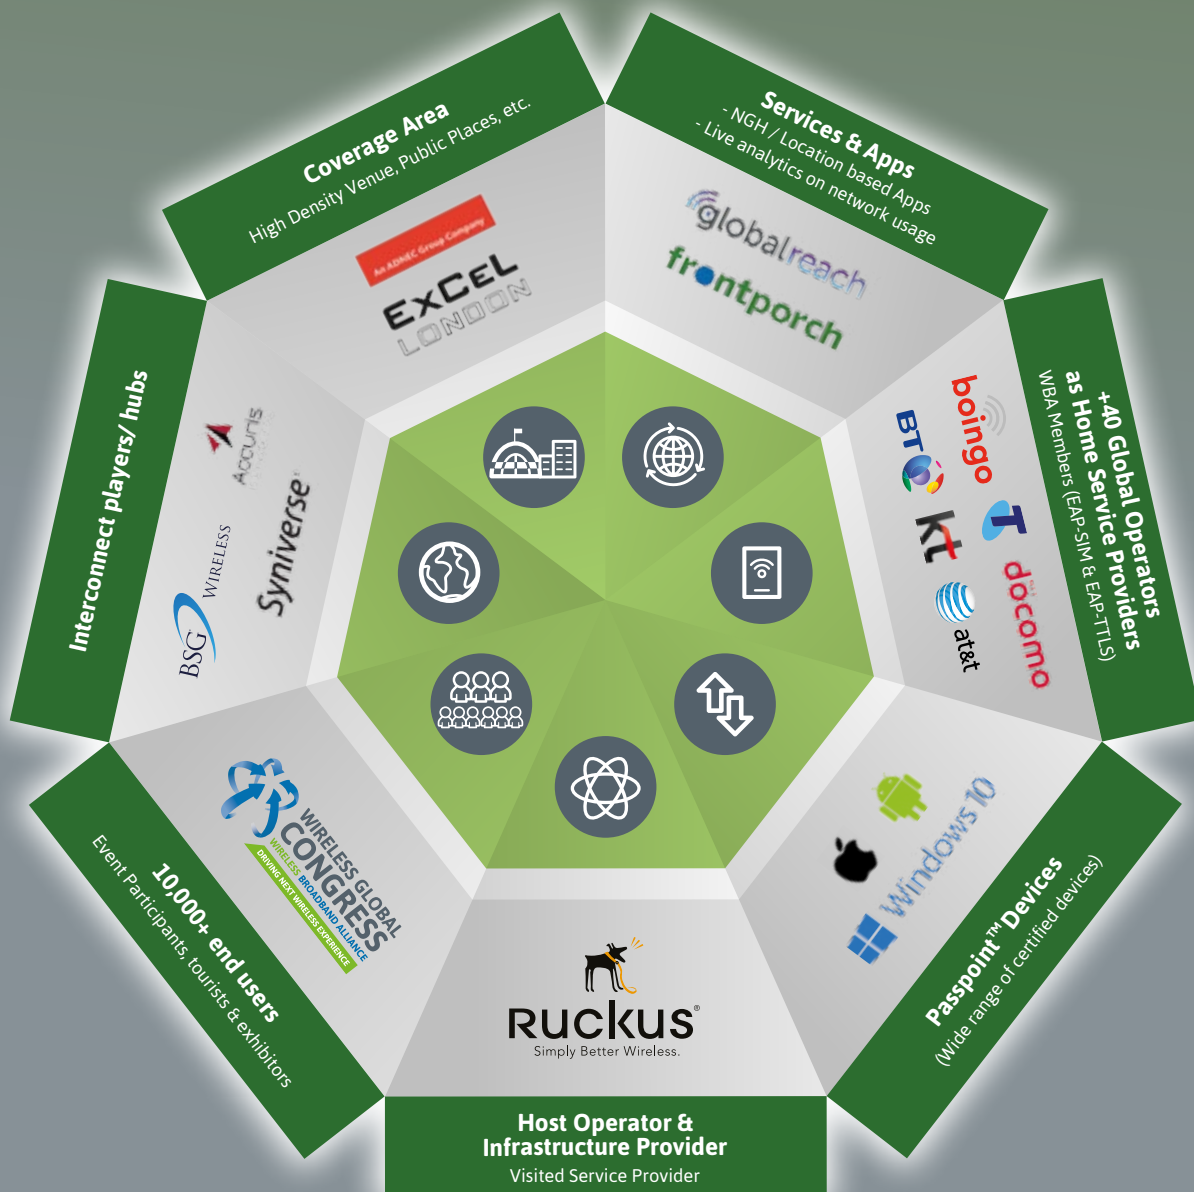 Coverage Area
High Density Venue, Public Places, etc.
An ADNEC Group Company
ExCeL
LONDON
Services & Apps
- NGH / Location based Apps
- Live analytics on network usage
globalreach
frontporch
+40 Global Operators
as Home Service Providers
WBA Members (EAP-SIM & EAP-TTLS)
boingo
BT
T
kt
docomo
at&t
Passpoint™ Devices
(Wide range of certified devices)
Windows 10
Host Operator &
Infrastructure Provider
Visited Service Provider
Ruckus®
Simply Better Wireless.
10,000+ end users
Event Participants, tourists & exhibitors
WIRELESS GLOBAL
CONGRESS
WIRELESS BROADBAND ALLIANCE
DRIVING NEXT WIRELESS EXPERIENCE
Interconnect players/ hubs
Accuris
Syniverse
BSG WIRELESS